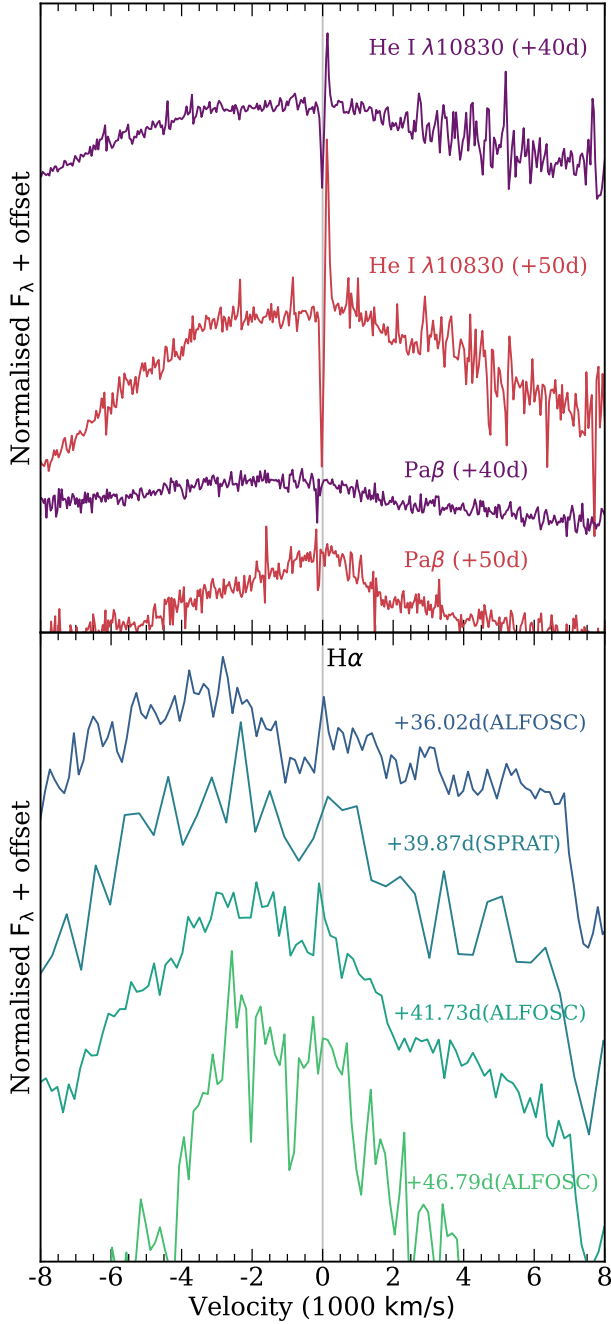 He I λ10830 (+40d)
He I λ10830 (+50d)
Paβ (+40d)
Paβ (+50d)
Normalised Fλ + offset
Hα
+36.02d(ALFOSC)
+39.87d(SPRAT)
+41.73d(ALFOSC)
+46.79d(ALFOSC)
Normalised Fλ + offset
-8 -6 -4 -2 0 2 4 6 8
Velocity (1000 km/s)